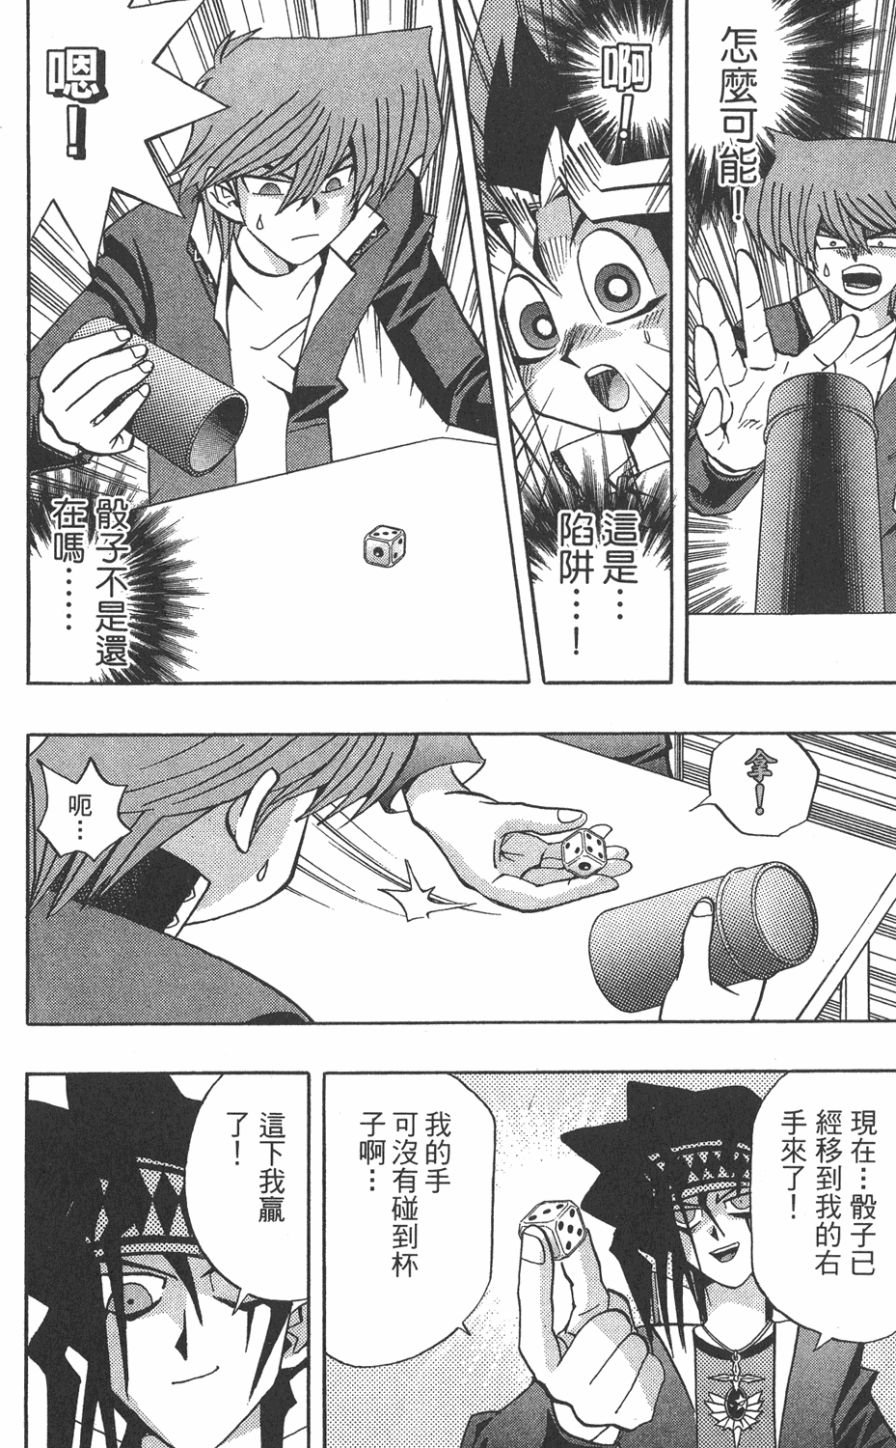 怎麼可能！
啊！
這是…
陷阱…！
嗯！
骰子不是還
在嗎……
拿！
呃…
現在…骰子已
經移到我的右
手來了！
我的手
可沒有碰到杯
子啊…
這下我贏
了！